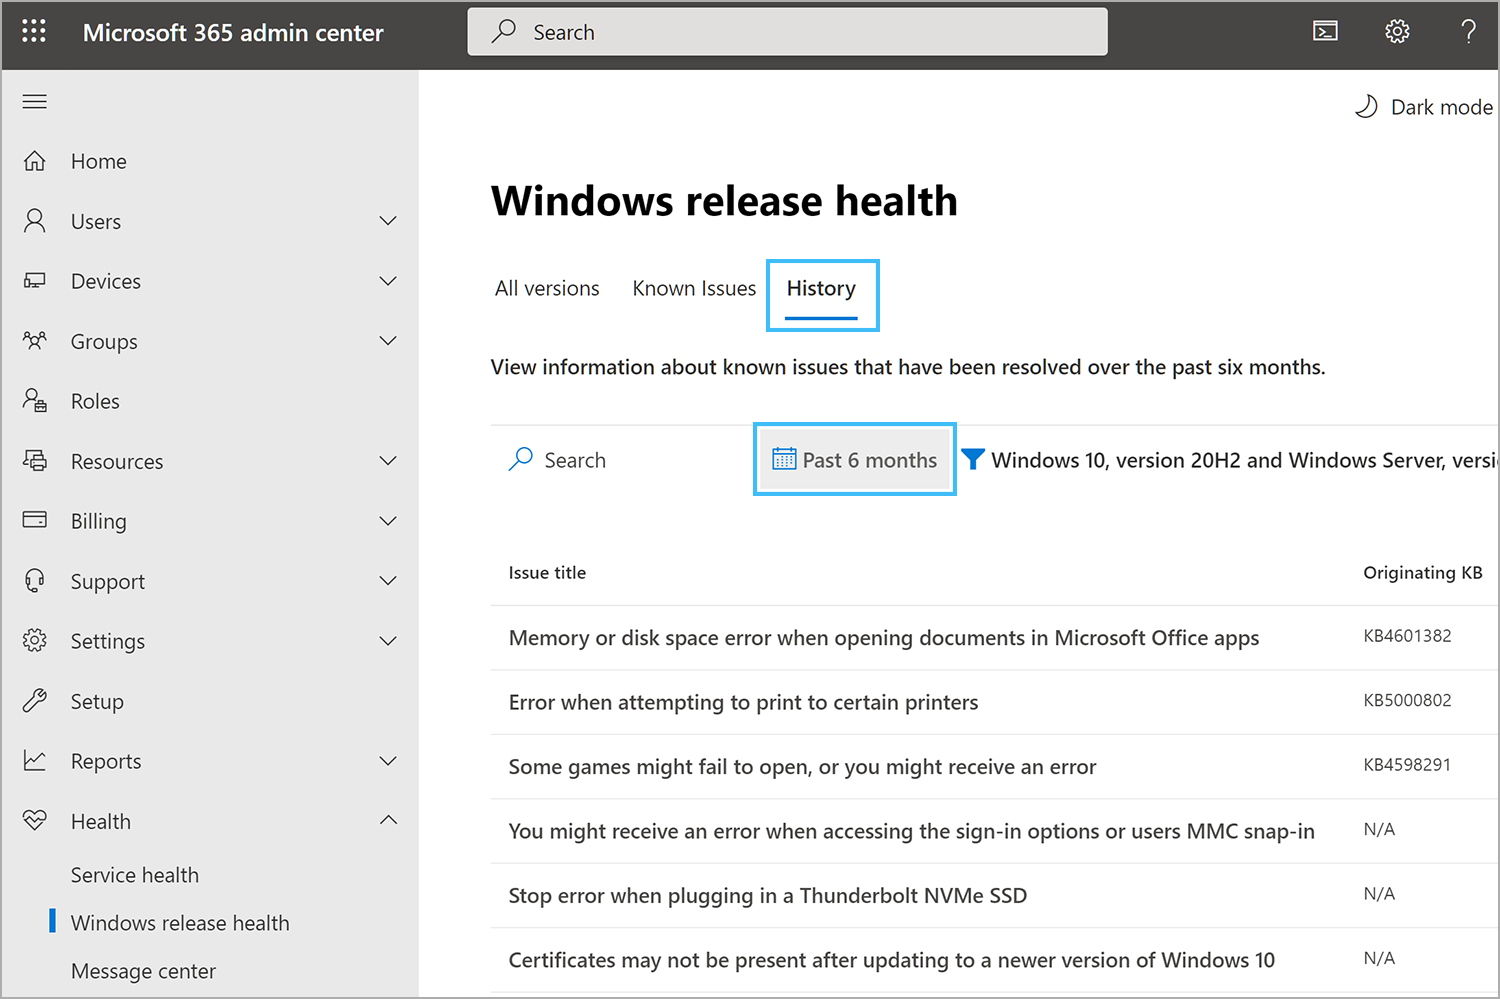 Microsoft 365 admin center
Search
Dark mode
Home
Users
Devices
Groups
Roles
Resources
Billing
Support
Settings
Setup
Reports
Health
Service health
Windows release health
Message center
Windows release health
All versions Known Issues History
View information about known issues that have been resolved over the past six months.
Search Past 6 months Windows 10, version 20H2 and Windows Server, versi
Issue title Originating KB
Memory or disk space error when opening documents in Microsoft Office apps KB4601382
Error when attempting to print to certain printers KB5000802
Some games might fail to open, or you might receive an error KB4598291
You might receive an error when accessing the sign-in options or users MMC snap-in N/A
Stop error when plugging in a Thunderbolt NVMe SSD N/A
Certificates may not be present after updating to a newer version of Windows 10 N/A